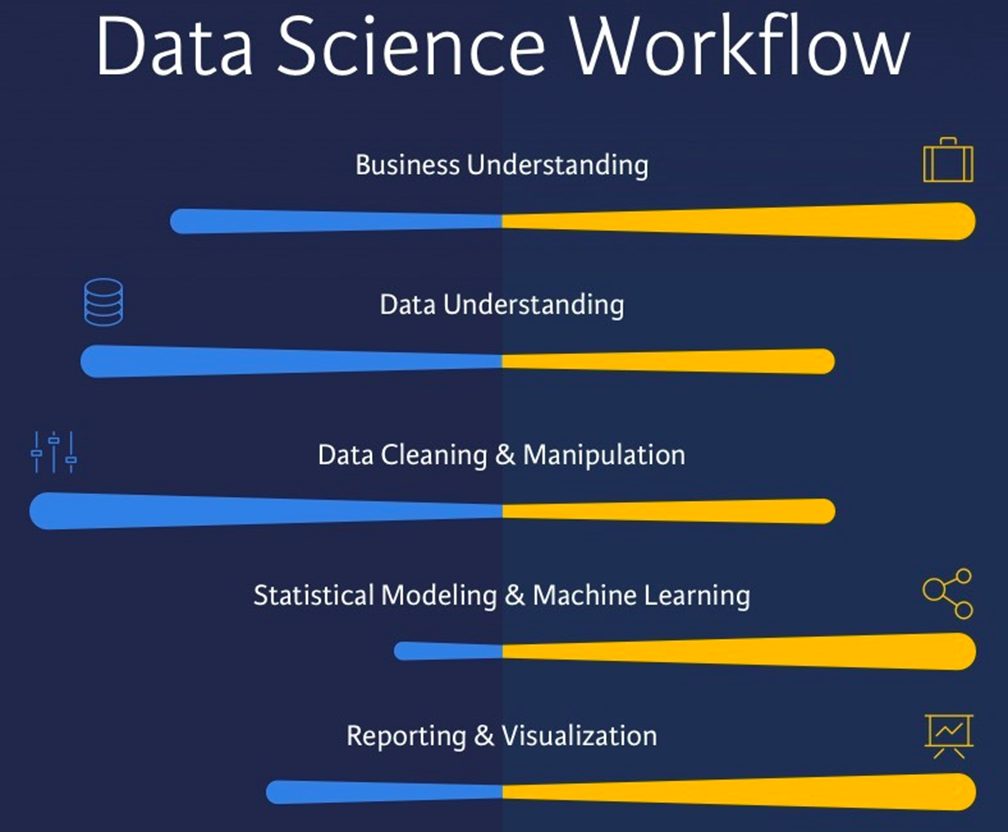 Data Science Workflow
Business Understanding
Data Understanding
Data Cleaning & Manipulation
Statistical Modeling & Machine Learning
Reporting & Visualization